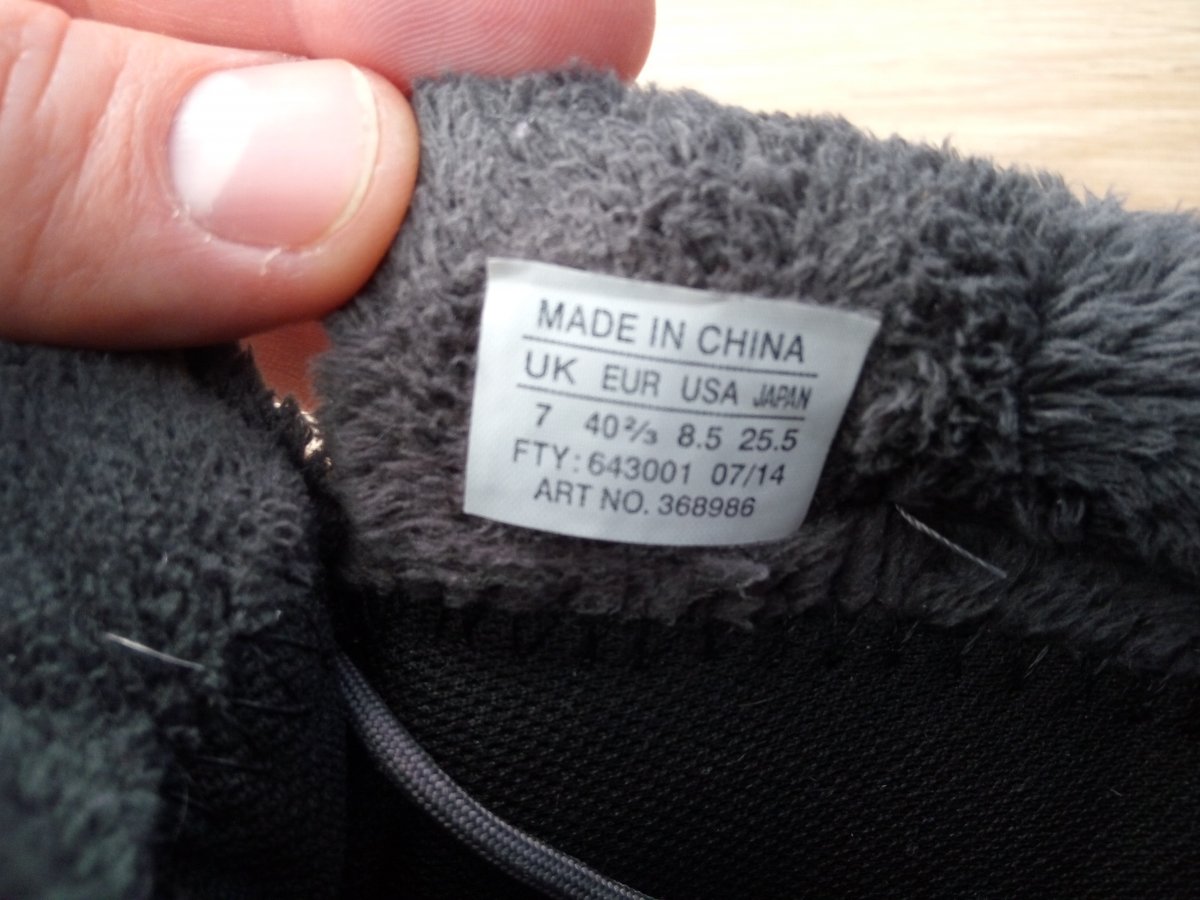 MADE IN CHINA
UK EUR USA JAPAN
7 40⅔ 8.5 25.5
FTY: 643001 07/14
ART NO. 368986